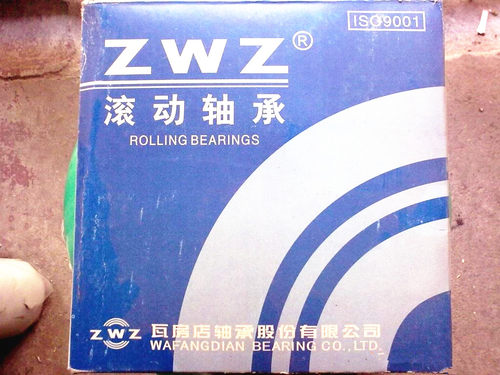 ISO9001
ZWZ®
滚动轴承
ROLLING BEARINGS
ZWZ 瓦房店轴承股份有限公司
WAFANGDIAN BEARING CO., LTD.